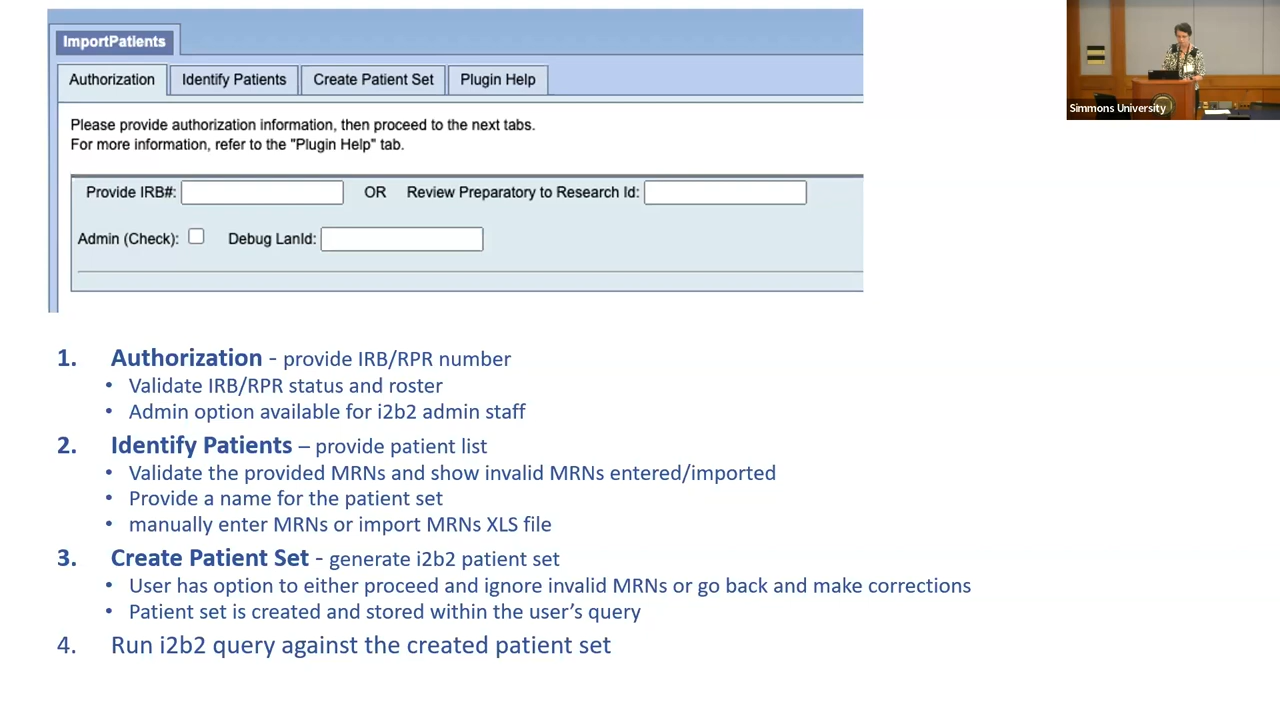 ImportPatients
Authorization Identify Patients Create Patient Set Plugin Help
Please provide authorization information, then proceed to the next tabs.
For more information, refer to the "Plugin Help" tab.
Provide IRB#: OR Review Preparatory to Research Id:
Admin (Check): Debug LanId:
Simmons University
1. Authorization - provide IRB/RPR number
• Validate IRB/RPR status and roster
• Admin option available for i2b2 admin staff
2. Identify Patients – provide patient list
• Validate the provided MRNs and show invalid MRNs entered/imported
• Provide a name for the patient set
• manually enter MRNs or import MRNs XLS file
3. Create Patient Set - generate i2b2 patient set
• User has option to either proceed and ignore invalid MRNs or go back and make corrections
• Patient set is created and stored within the user’s query
4. Run i2b2 query against the created patient set